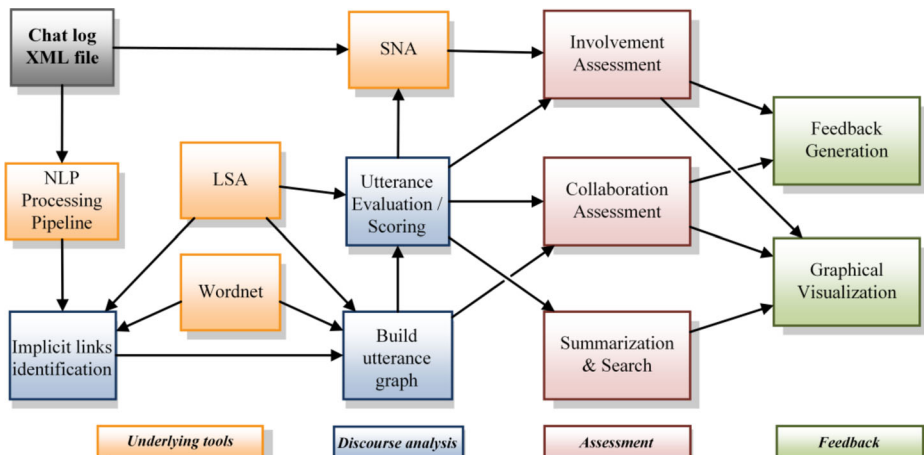 Chat log
XML file
SNA
Involvement
Assessment
Feedback
Generation
NLP
Processing
Pipeline
LSA
Utterance
Evaluation /
Scoring
Collaboration
Assessment
Graphical
Visualization
Wordnet
Implicit links
identification
Build
utterance
graph
Summarization
& Search
Underlying tools
Discourse analysis
Assessment
Feedback